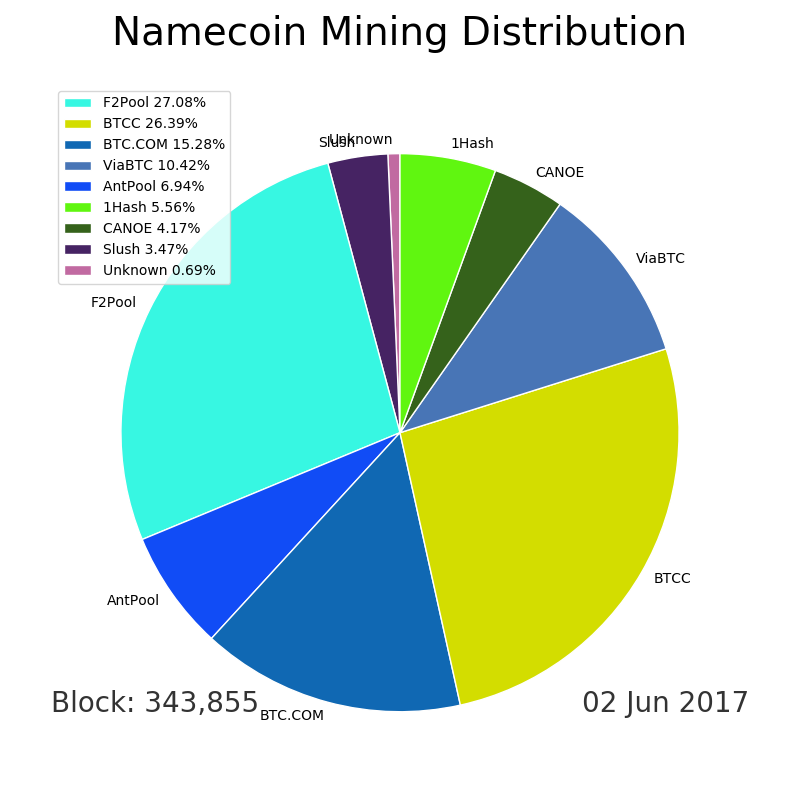 Namecoin Mining Distribution
F2Pool 27.08%
BTCC 26.39%
BTC.COM 15.28%
ViaBTC 10.42%
AntPool 6.94%
1Hash 5.56%
CANOE 4.17%
Slush 3.47%
Unknown 0.69%
Slush
Unknown
1Hash
CANOE
ViaBTC
F2Pool
BTCC
AntPool
Block: 343,855
02 Jun 2017
BTC.COM